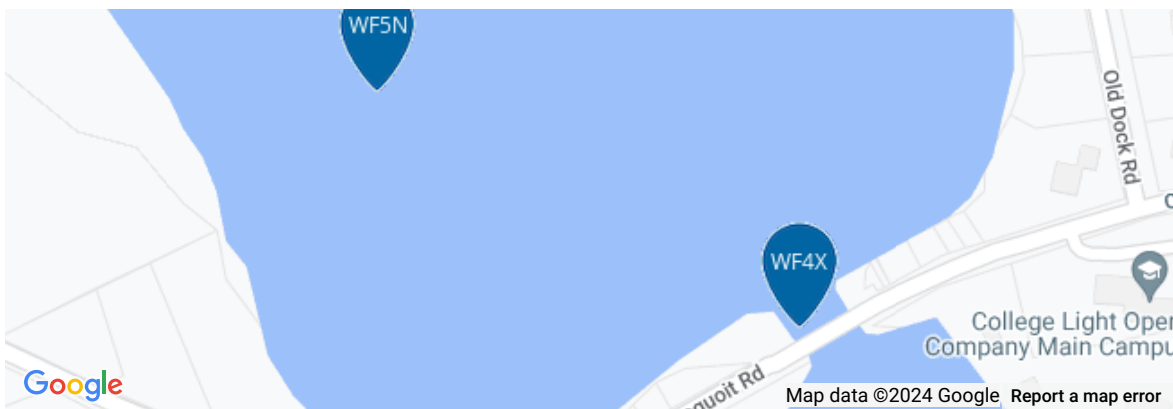 WF5N
Old Dock Rd
WF4X
College Light Oper
Company Main Campu
quoit Rd
Google
Map data ©2024 Google Report a map error